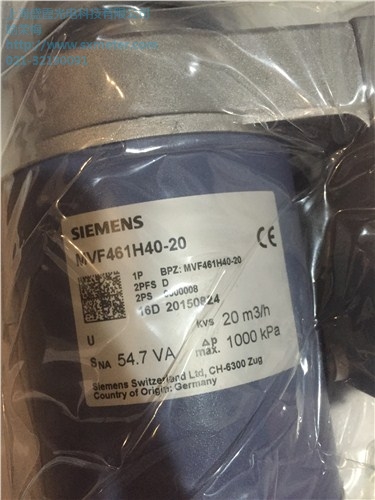 SIEMENS
MVF461H40-20
CE
1P BPZ: MVF461H40-20
2PFS D
2PS 0000008
16D 20150824
U
kvs 20 m3/h
SNA 54.7 VA
Δp max. 1000 kPa
Siemens Switzerland Ltd, CH-6300 Zug
Country of Origin: Germany